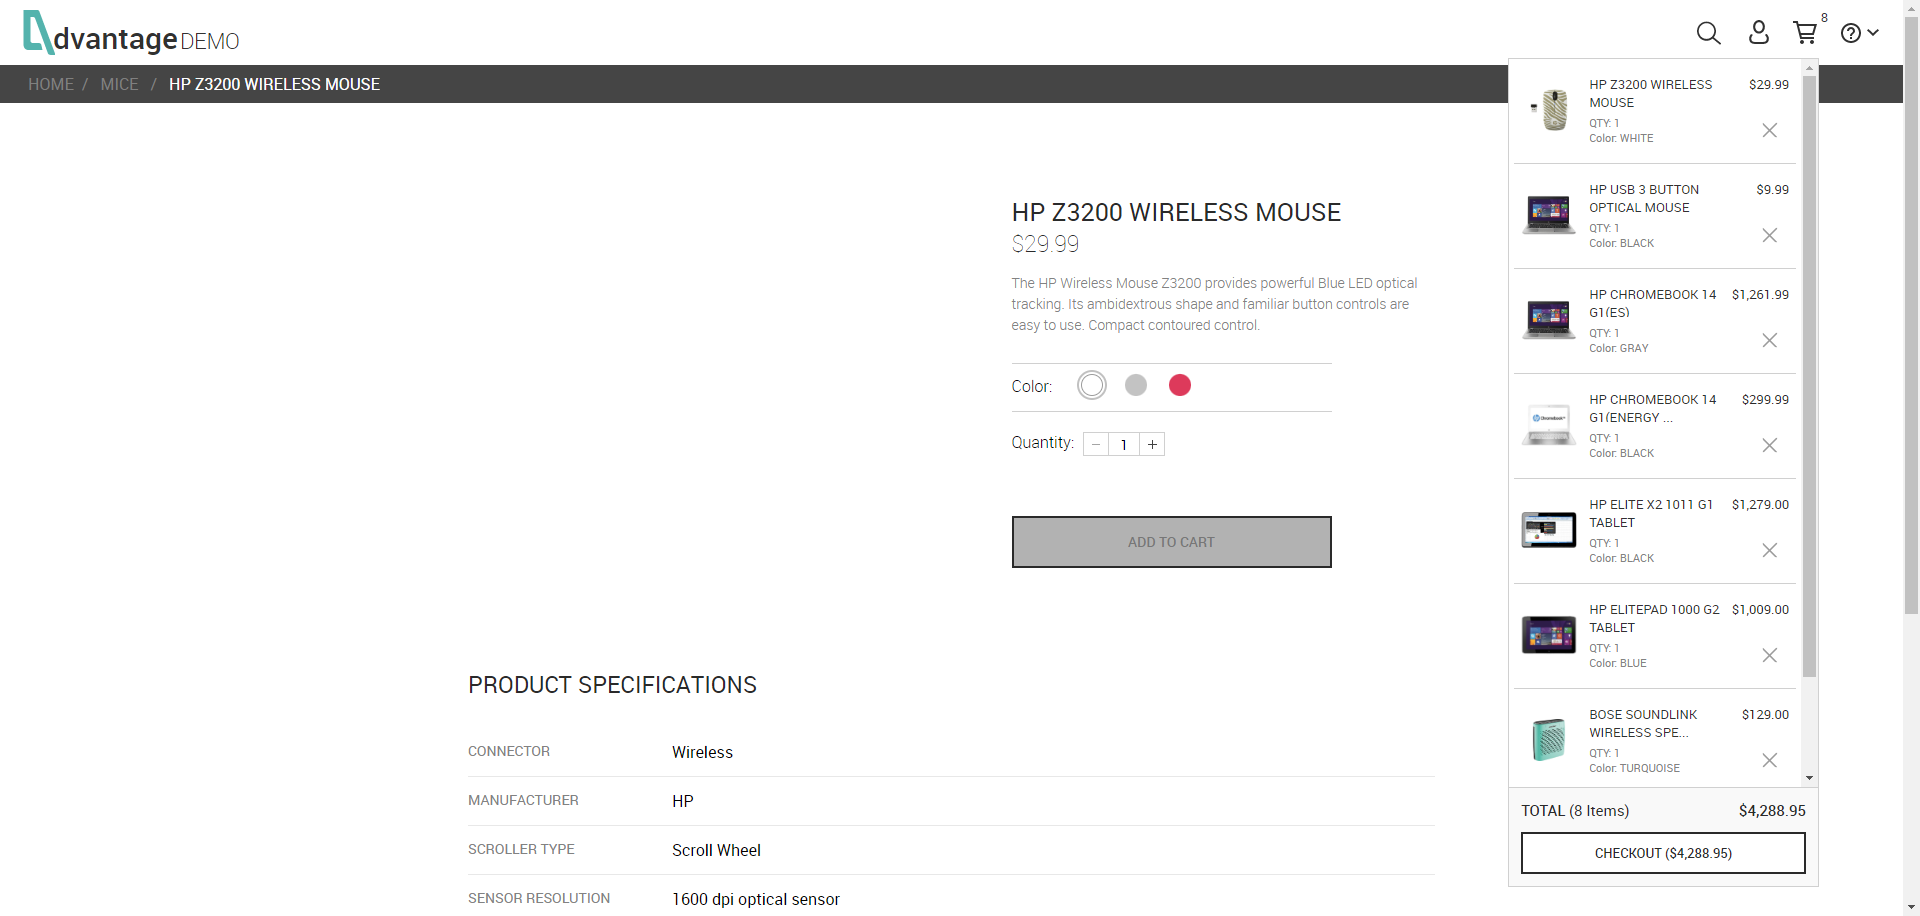 dvantage DEMO
8
HOME / MICE / HP Z3200 WIRELESS MOUSE
HP Z3200 WIRELESS MOUSE
$29.99
The HP Wireless Mouse Z3200 provides powerful Blue LED optical
tracking. Its ambidextrous shape and familiar button controls are
easy to use. Compact contoured control.
Color:
Quantity: − 1 +
ADD TO CART
PRODUCT SPECIFICATIONS
CONNECTOR Wireless
MANUFACTURER HP
SCROLLER TYPE Scroll Wheel
SENSOR RESOLUTION 1600 dpi optical sensor
HP Z3200 WIRELESS $29.99
MOUSE
QTY: 1
Color: WHITE
HP USB 3 BUTTON $9.99
OPTICAL MOUSE
QTY: 1
Color: BLACK
HP CHROMEBOOK 14 $1,261.99
G1(ES)
QTY: 1
Color: GRAY
HP CHROMEBOOK 14 $299.99
G1(ENERGY ...
QTY: 1
Color: BLACK
HP ELITE X2 1011 G1 $1,279.00
TABLET
QTY: 1
Color: BLACK
HP ELITEPAD 1000 G2 $1,009.00
TABLET
QTY: 1
Color: BLUE
BOSE SOUNDLINK $129.00
WIRELESS SPE...
QTY: 1
Color: TURQUOISE
TOTAL (8 Items) $4,288.95
CHECKOUT ($4,288.95)